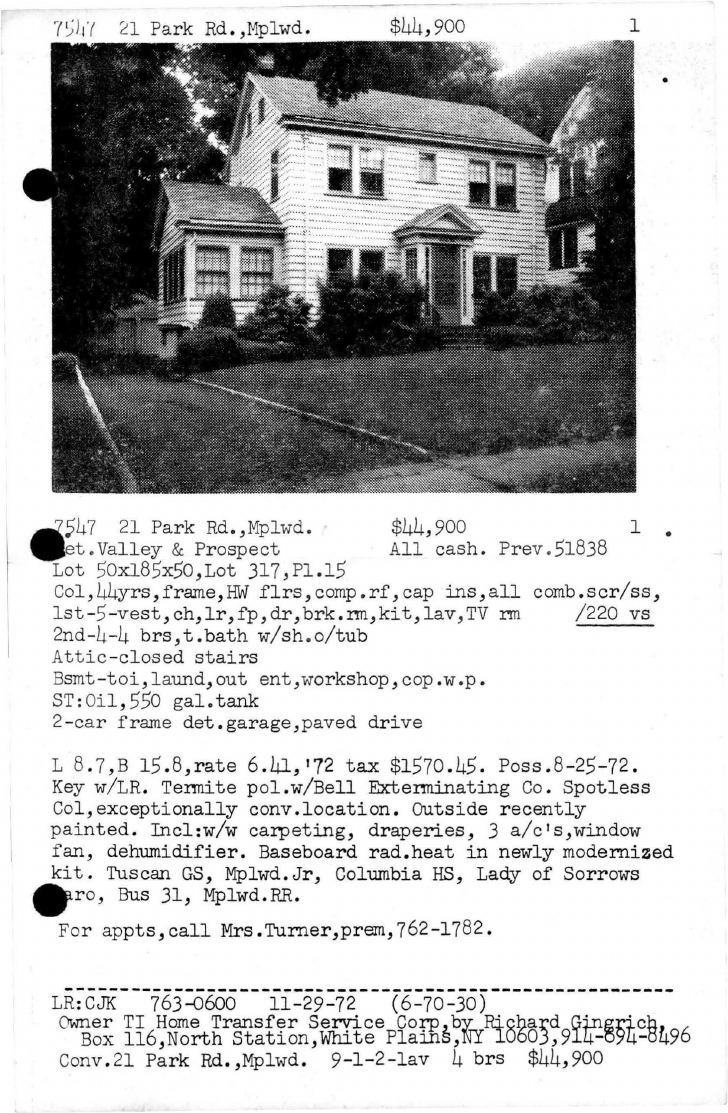 7547 21 Park Rd.,Mplwd. $44,900 1
7547 21 Park Rd.,Mplwd. $44,900 1
et.Valley & Prospect All cash. Prev.51838
Lot 50x185x50,Lot 317,Pl.15
Col,44yrs,frame,HW flrs,comp.rf,cap ins,all comb.scr/ss,
1st-5-vest,ch,lr,fp,dr,brk.rm,kit,lav,TV rm /220 vs
2nd-4-4 brs,t.bath w/sh.o/tub
Attic-closed stairs
Bsmt-toi,laund,out ent,workshop,cop.w.p.
ST:Oil,550 gal.tank
2-car frame det.garage,paved drive
L 8.7,B 15.8,rate 6.41,'72 tax $1570.45. Poss.8-25-72.
Key w/LR. Termite pol.w/Bell Exterminating Co. Spotless
Col,exceptionally conv.location. Outside recently
painted. Incl:w/w carpeting, draperies, 3 a/c's,window
fan, dehumidifier. Baseboard rad.heat in newly modernized
kit. Tuscan GS, Mplwd.Jr, Columbia HS, Lady of Sorrows
aro, Bus 31, Mplwd.RR.
For appts,call Mrs.Turner,prem,762-1782.
LR:CJK 763-0600 11-29-72 (6-70-30)
Owner TI Home Transfer Service Corp,by Richard Gingrich,
Box 116,North Station,White Plains,NY 10603,914-694-8496
Conv.21 Park Rd.,Mplwd. 9-1-2-lav 4 brs $44,900